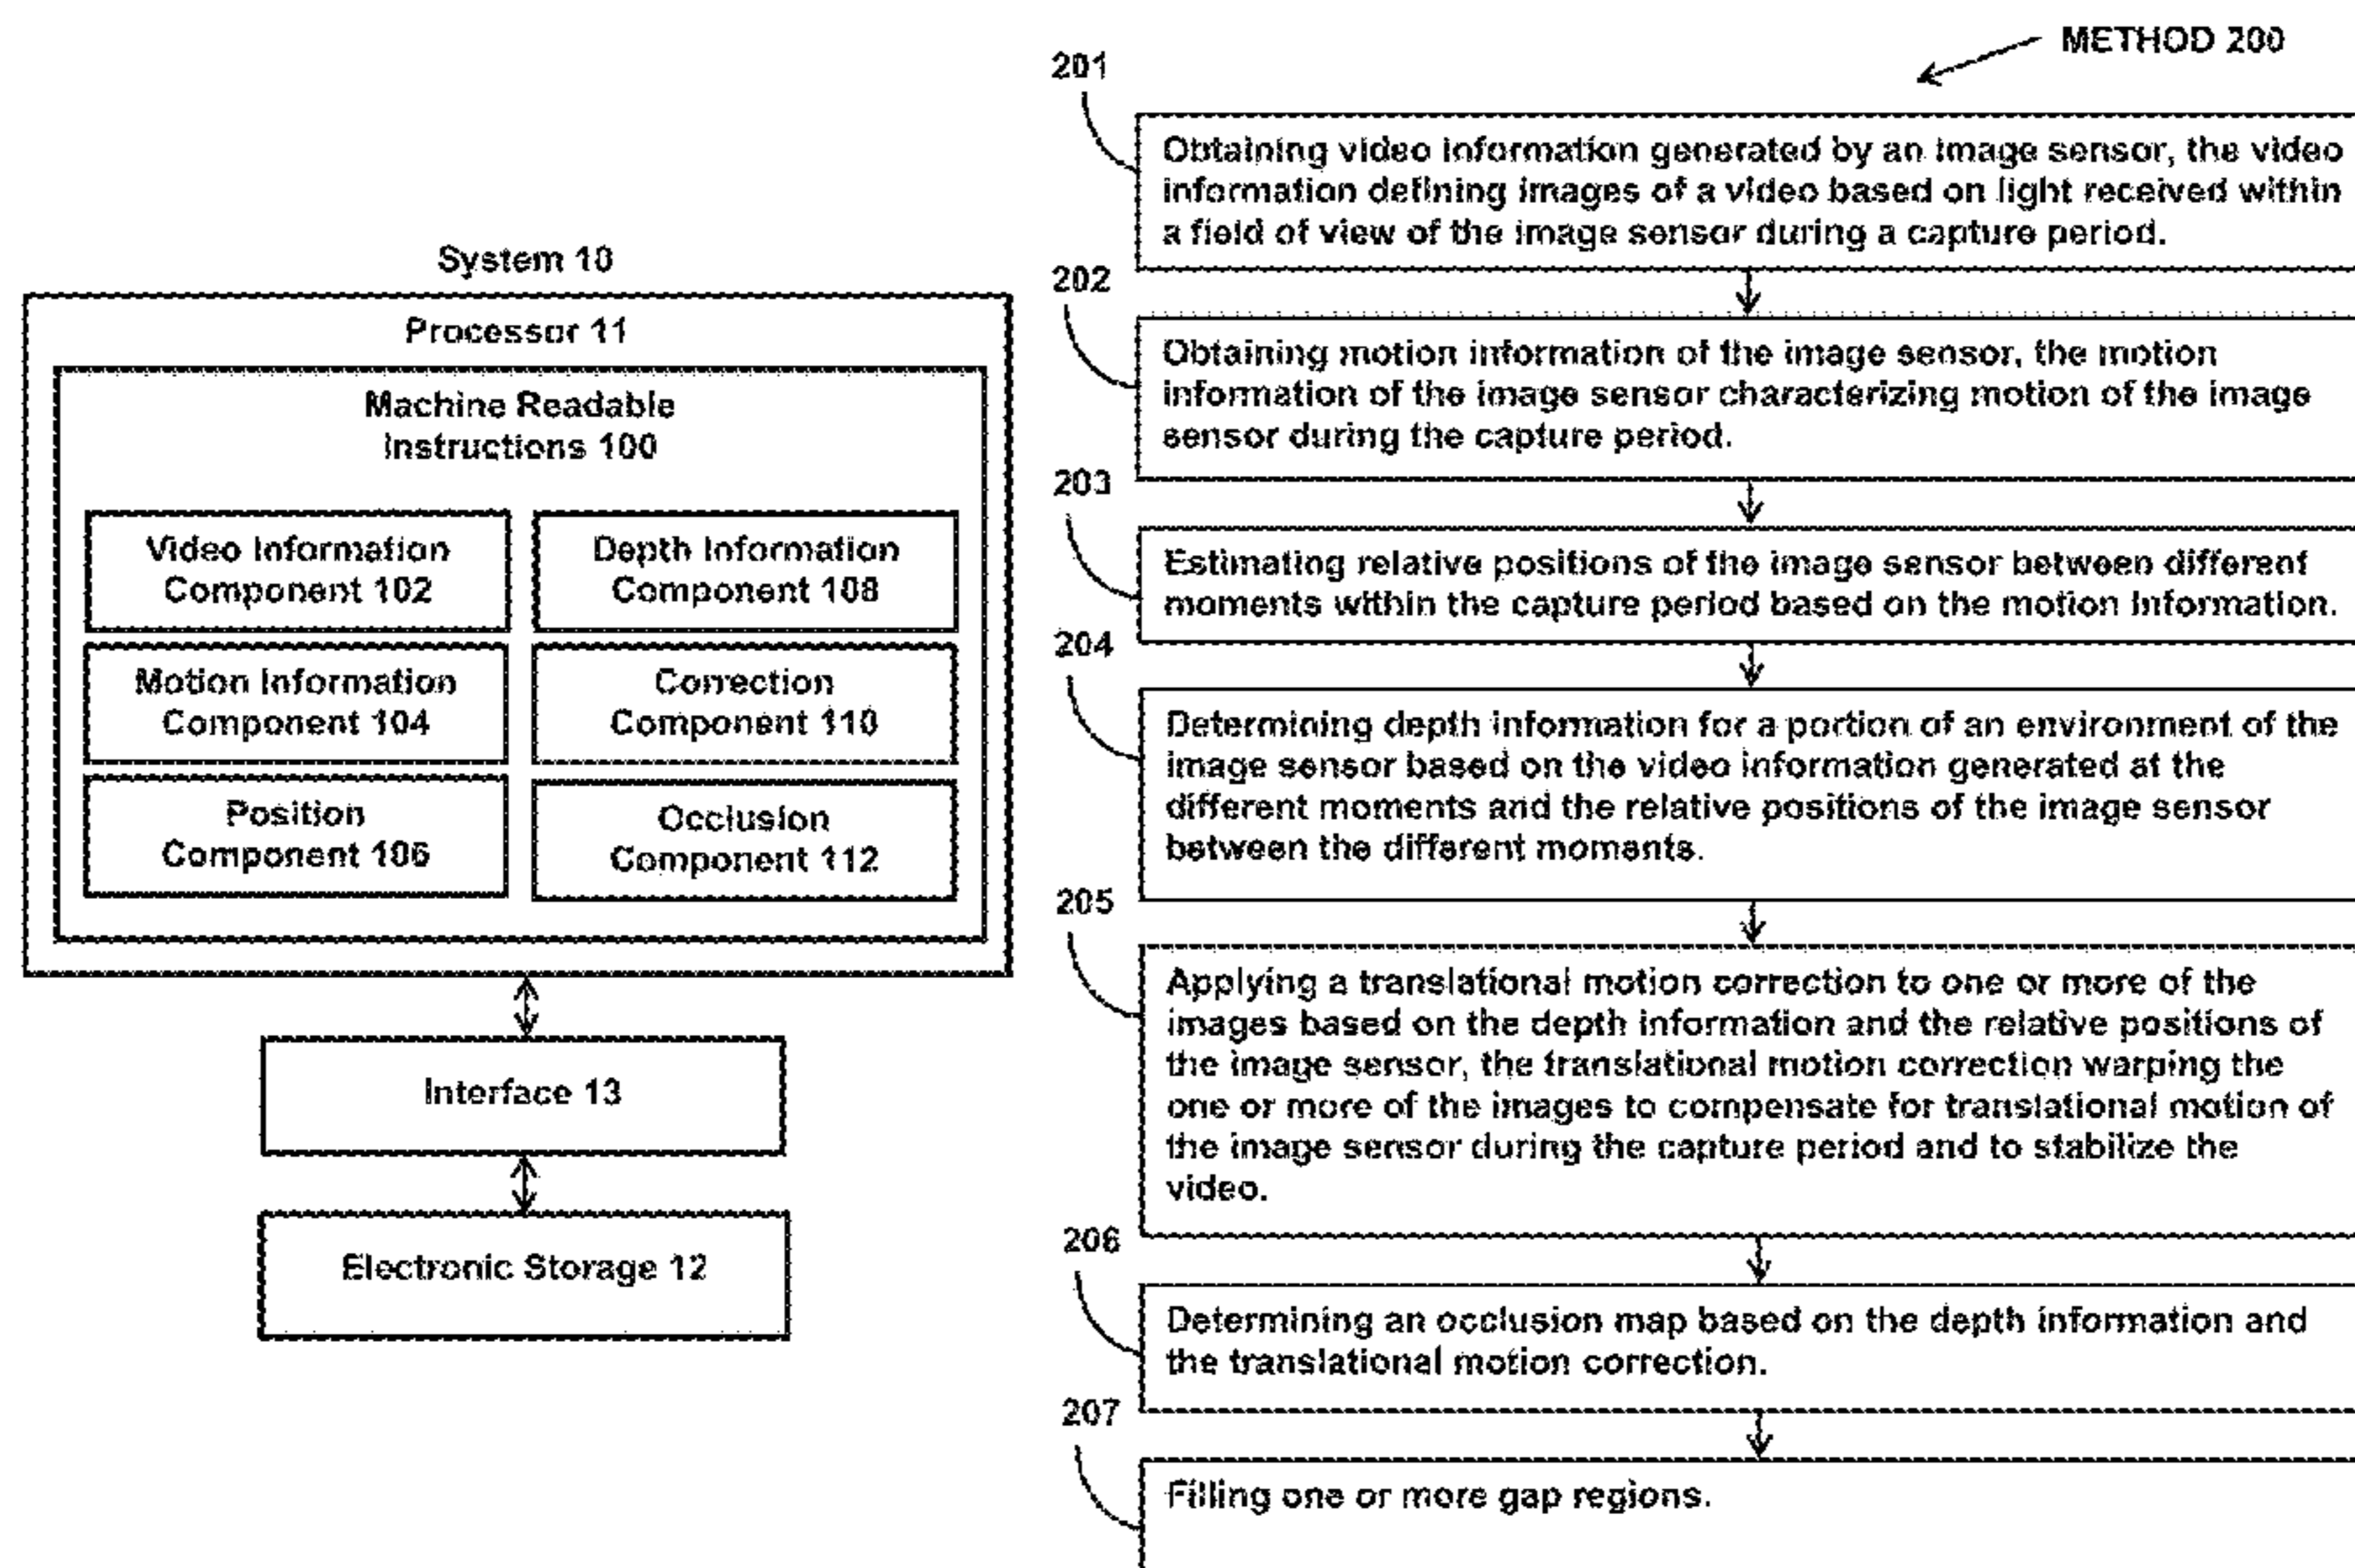 System 10
Processor 11
Machine Readable
Instructions 100
Video Information
Component 102
Depth Information
Component 108
Motion Information
Component 104
Correction
Component 110
Position
Component 106
Occlusion
Component 112
Interface 13
Electronic Storage 12
METHOD 200
201
Obtaining video information generated by an image sensor, the video
information defining images of a video based on light received within
a field of view of the image sensor during a capture period.
202
Obtaining motion information of the image sensor, the motion
information of the image sensor characterizing motion of the image
sensor during the capture period.
203
Estimating relative positions of the image sensor between different
moments within the capture period based on the motion information.
204
Determining depth information for a portion of an environment of the
image sensor based on the video information generated at the
different moments and the relative positions of the image sensor
between the different moments.
205
Applying a translational motion correction to one or more of the
images based on the depth information and the relative positions of
the image sensor, the translational motion correction warping the
one or more of the images to compensate for translational motion of
the image sensor during the capture period and to stabilize the
video.
206
Determining an occlusion map based on the depth information and
the translational motion correction.
207
Filling one or more gap regions.